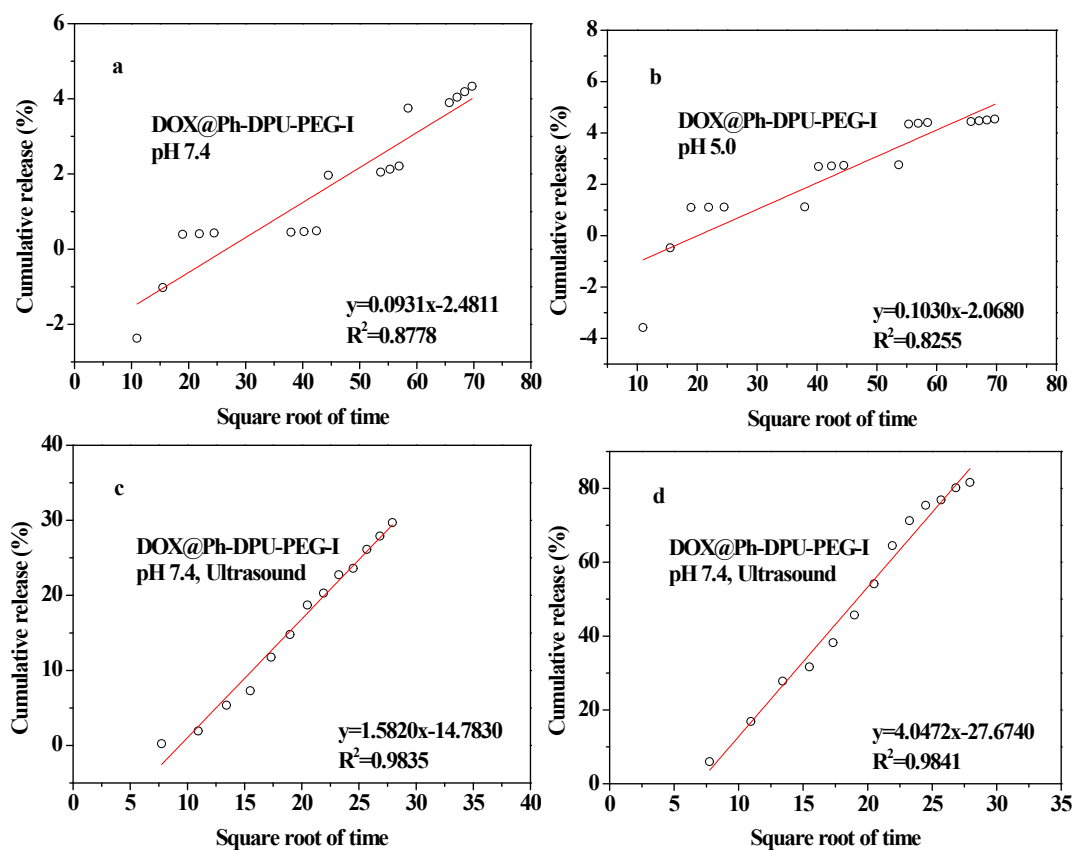 a
DOX@Ph-DPU-PEG-I
pH 7.4
y=0.0931x-2.4811
R²=0.8778
Cumulative release (%)
6
4
2
0
-2
0 10 20 30 40 50 60 70 80
Square root of time
b
DOX@Ph-DPU-PEG-I
pH 5.0
y=0.1030x-2.0680
R²=0.8255
Cumulative release (%)
8
6
4
2
0
-2
-4
10 20 30 40 50 60 70 80
Square root of time
c
DOX@Ph-DPU-PEG-I
pH 7.4, Ultrasound
y=1.5820x-14.7830
R²=0.9835
Cumulative release (%)
40
30
20
10
0
0 5 10 15 20 25 30 35 40
Square root of time
d
DOX@Ph-DPU-PEG-I
pH 7.4, Ultrasound
y=4.0472x-27.6740
R²=0.9841
Cumulative release (%)
80
60
40
20
0
0 5 10 15 20 25 30 35
Square root of time